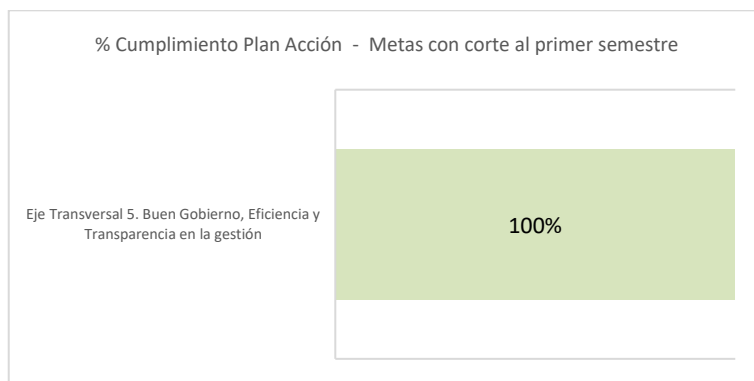 % Cumplimiento Plan Acción - Metas con corte al primer semestre
Eje Transversal 5. Buen Gobierno, Eficiencia y
Transparencia en la gestión
100%